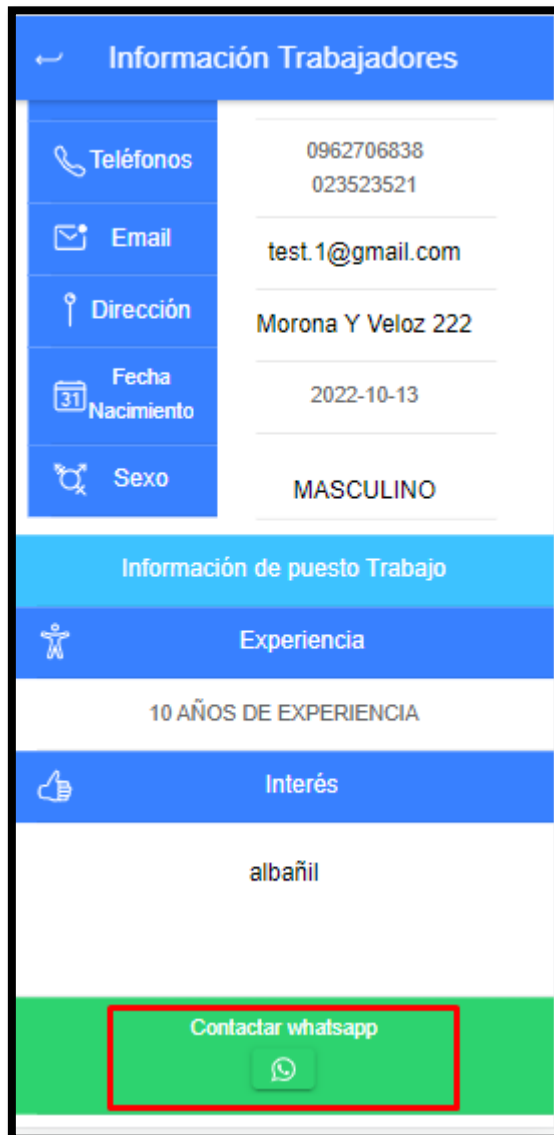 Información Trabajadores
Teléfonos
0962706838
023523521
Email
test.1@gmail.com
Dirección
Morona Y Veloz 222
Fecha
31
Nacimiento
2022-10-13
Sexo
MASCULINO
Información de puesto Trabajo
Experiencia
10 AÑOS DE EXPERIENCIA
Interés
albañil
Contactar whatsapp